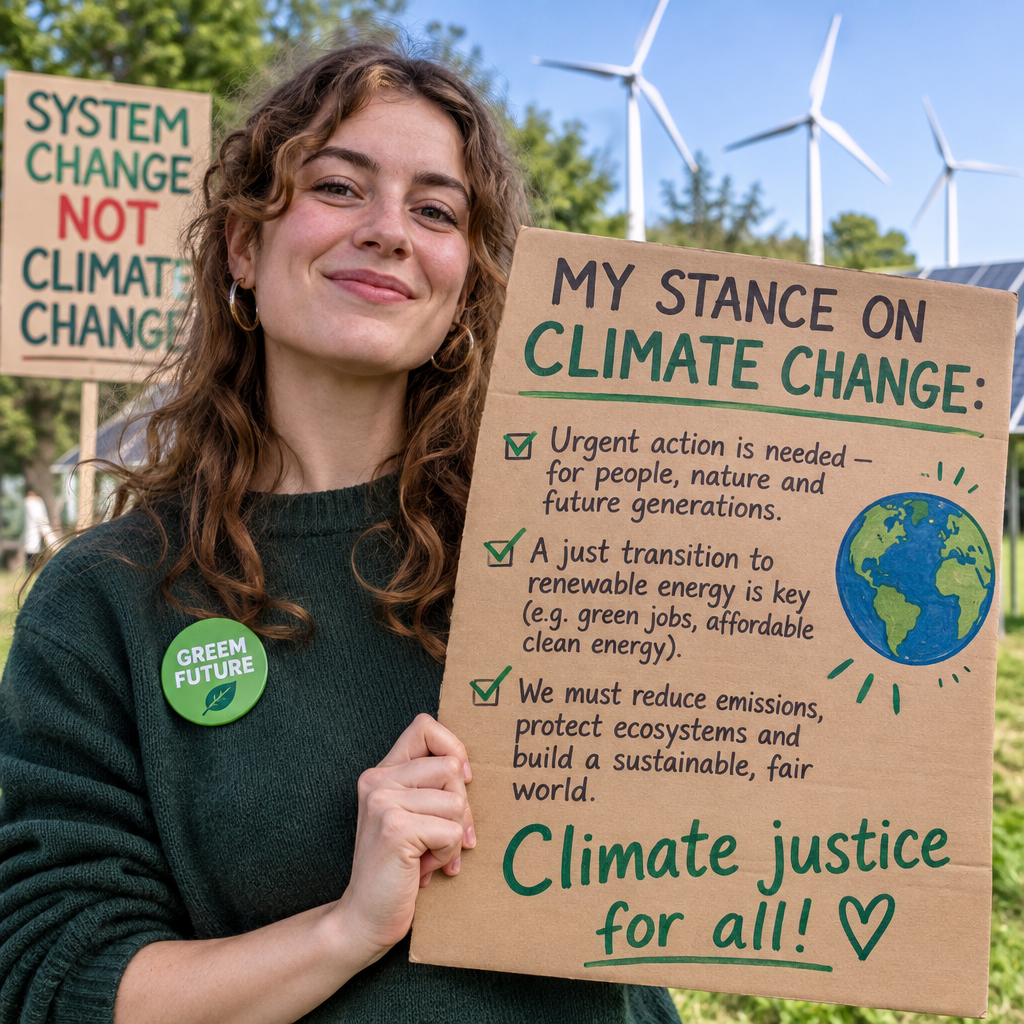 SYSTEM
CHANGE
NOT
CLIMATE
CHANGE
MY STANCE ON
CLIMATE CHANGE:
Urgent action is needed –
for people, nature and
future generations.
A just transition to
renewable energy is key
(e.g. green jobs, affordable
clean energy).
We must reduce emissions,
protect ecosystems and
build a sustainable, fair
world.
Climate justice
for all!
GREEM
FUTURE